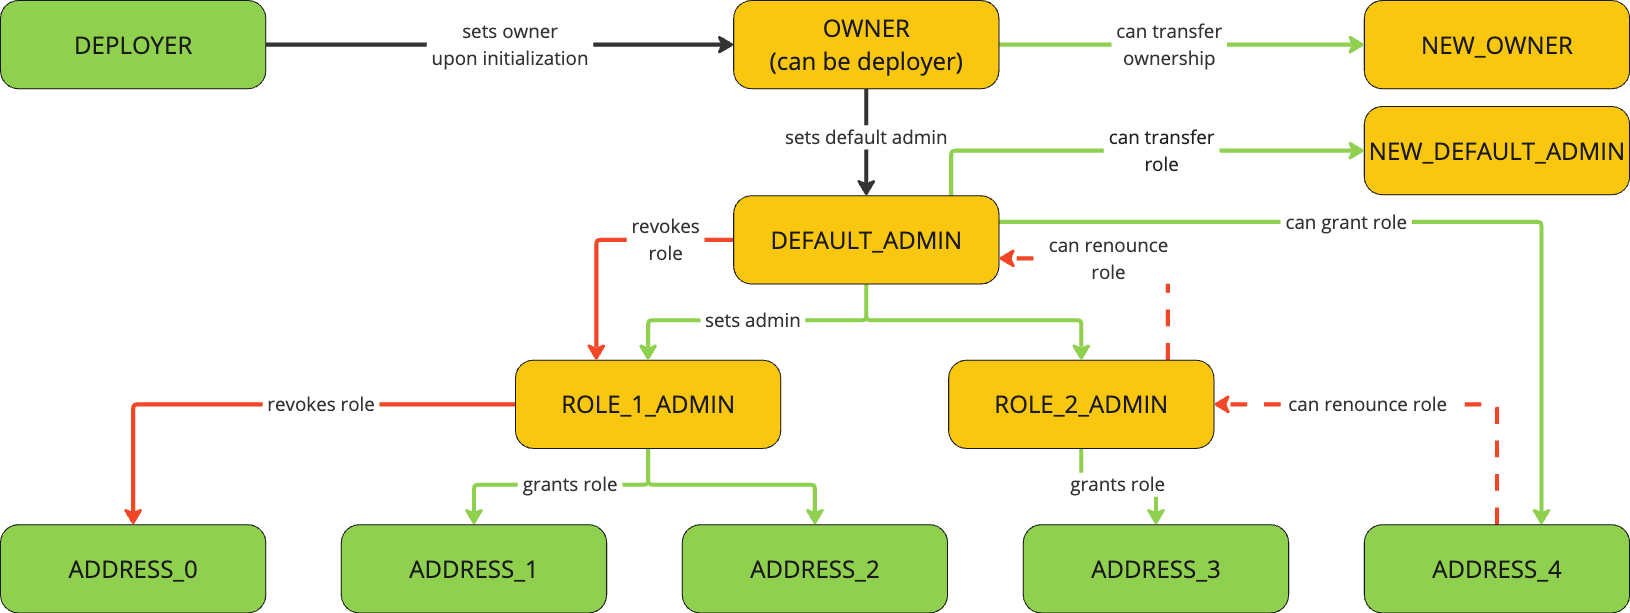 DEPLOYER
sets owner
upon initialization
OWNER
(can be deployer)
can transfer
ownership
NEW_OWNER
sets default admin
can transfer
role
NEW_DEFAULT_ADMIN
revokes
role
DEFAULT_ADMIN
can renounce
role
can grant role
sets admin
ROLE_1_ADMIN
ROLE_2_ADMIN
revokes role
can renounce role
grants role
grants role
ADDRESS_0
ADDRESS_1
ADDRESS_2
ADDRESS_3
ADDRESS_4